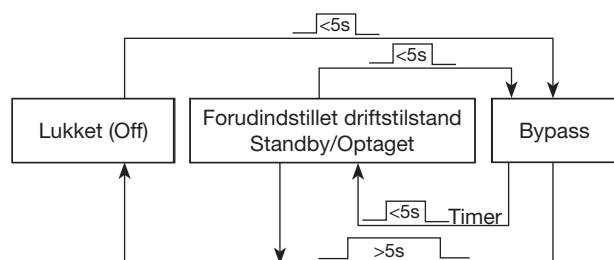 <5s
<5s
Lukket (Off)
Forudindstillet driftstilstand
Standby/Optaget
Bypass
<5s
Timer
>5s